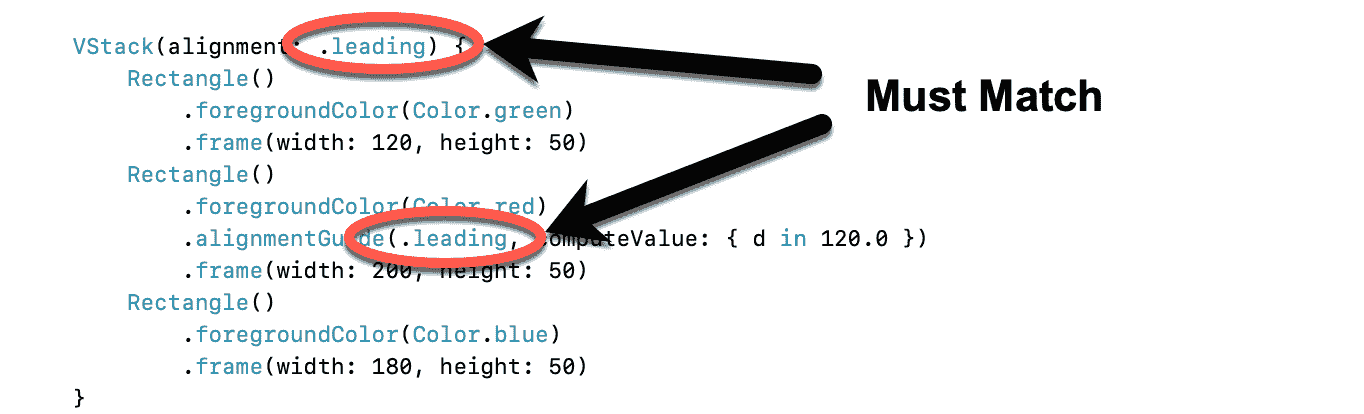 VStack(alignment: .leading) {
    Rectangle()
        .foregroundColor(Color.green)
        .frame(width: 120, height: 50)
    Rectangle()
        .foregroundColor(Color.red)
        .alignmentGuide(.leading, computeValue: { d in 120.0 })
        .frame(width: 200, height: 50)
    Rectangle()
        .foregroundColor(Color.blue)
        .frame(width: 180, height: 50)
}
Must Match